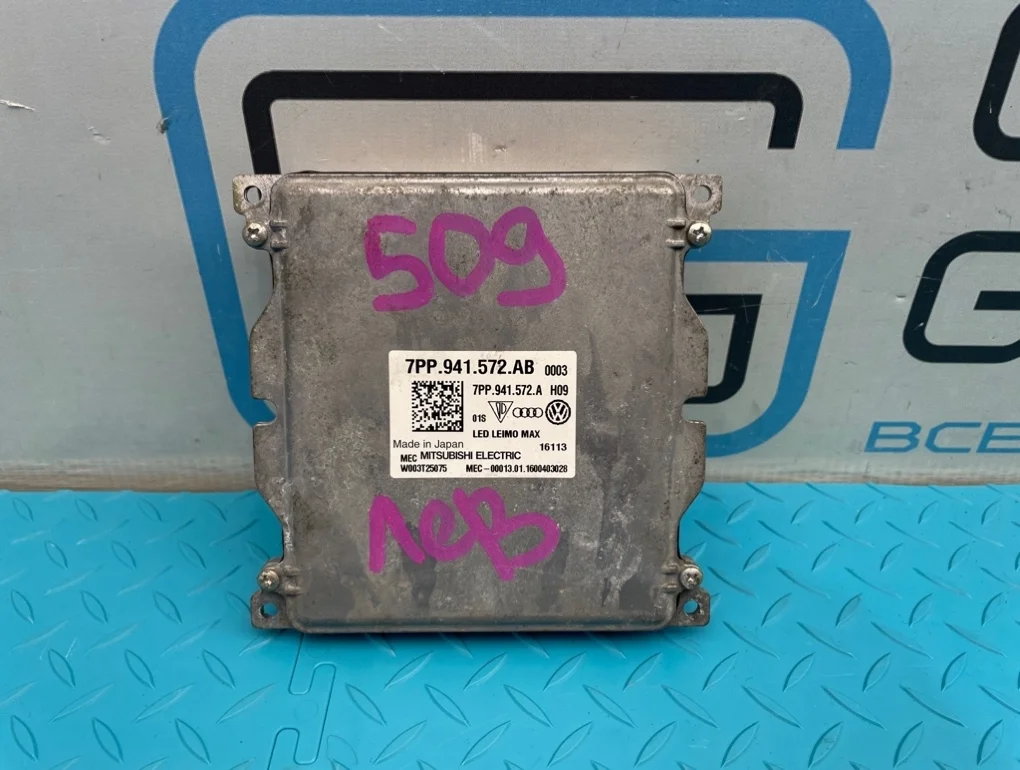 509
7PP.941.572.AB 0003
7PP.941.572.A H09
01S
LED LEIMO MAX
Made in Japan 16113
MEC MITSUBISHI ELECTRIC
W003T25075 MEC-00013.01.1600403028
лев
ВСЕ